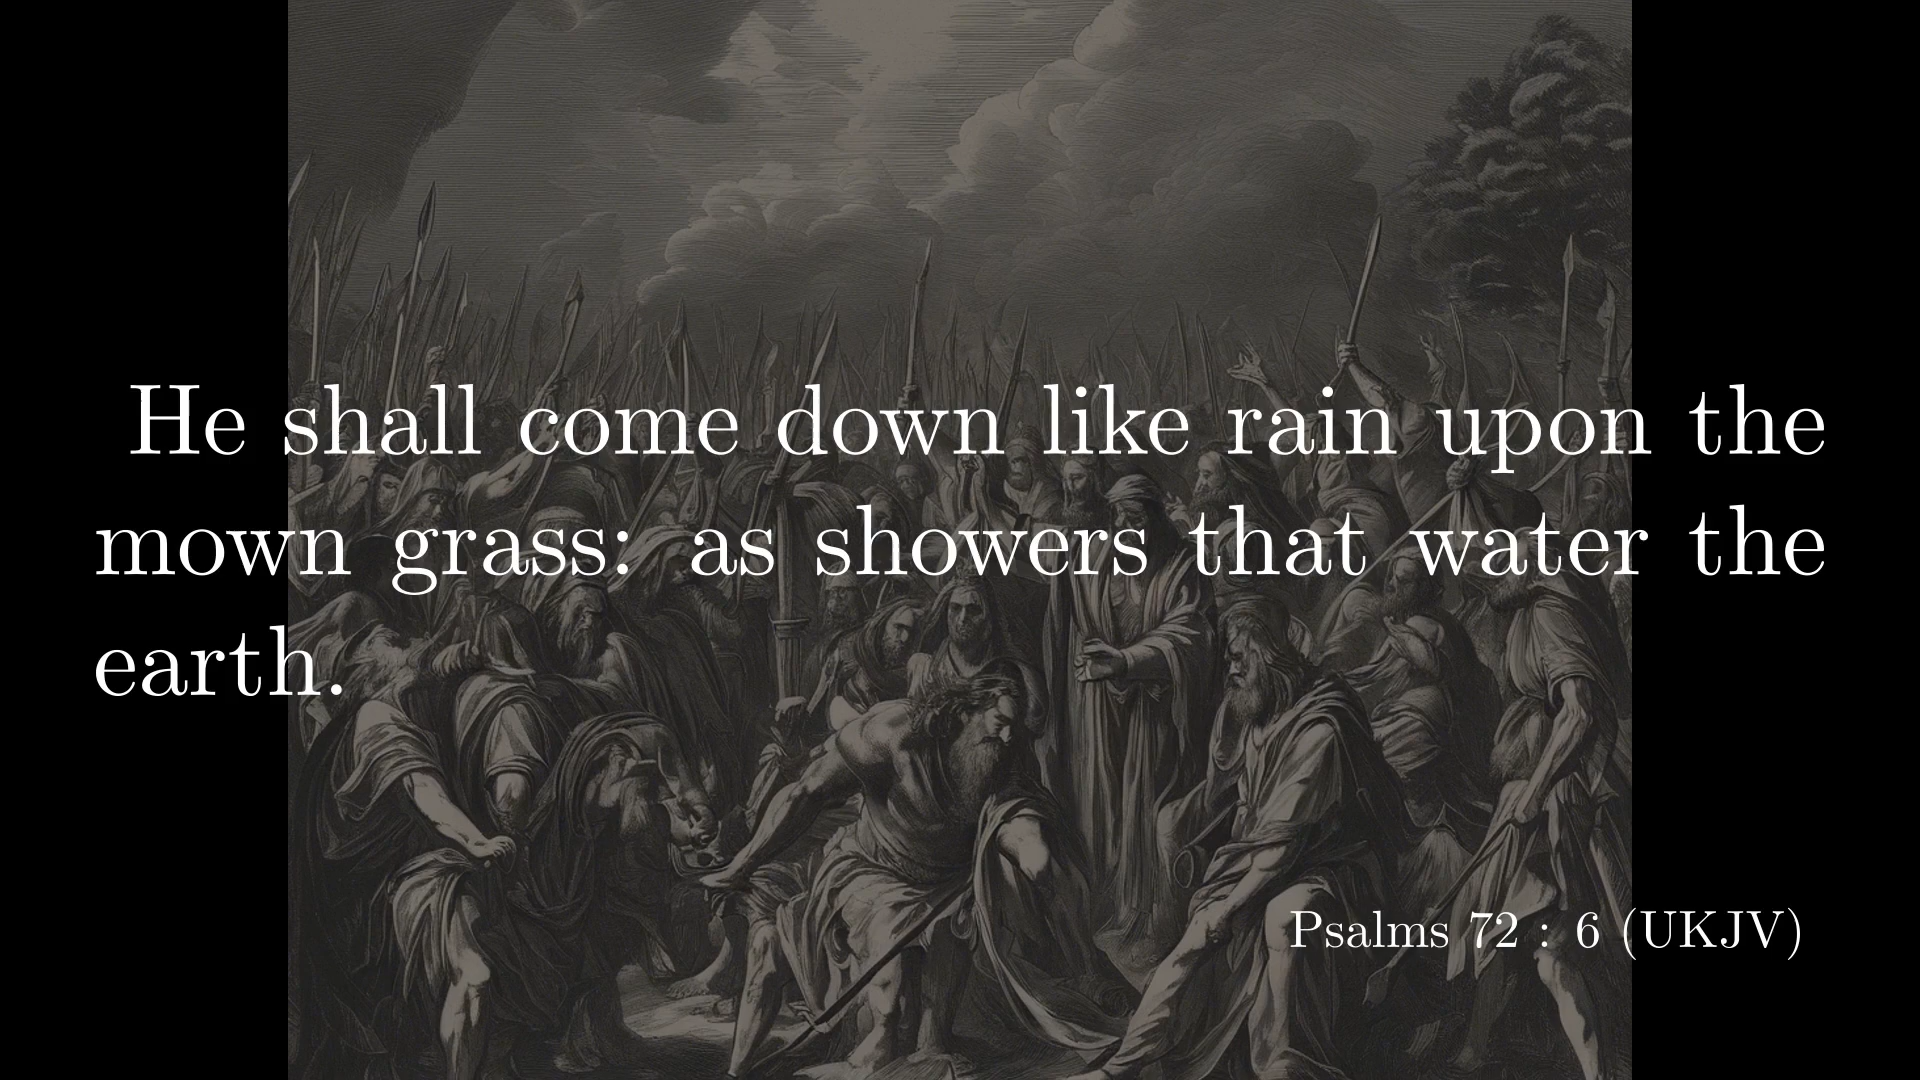 He shall come down like rain upon the
mown grass: as showers that water the
earth.
Psalms 72 : 6 (UKJV)